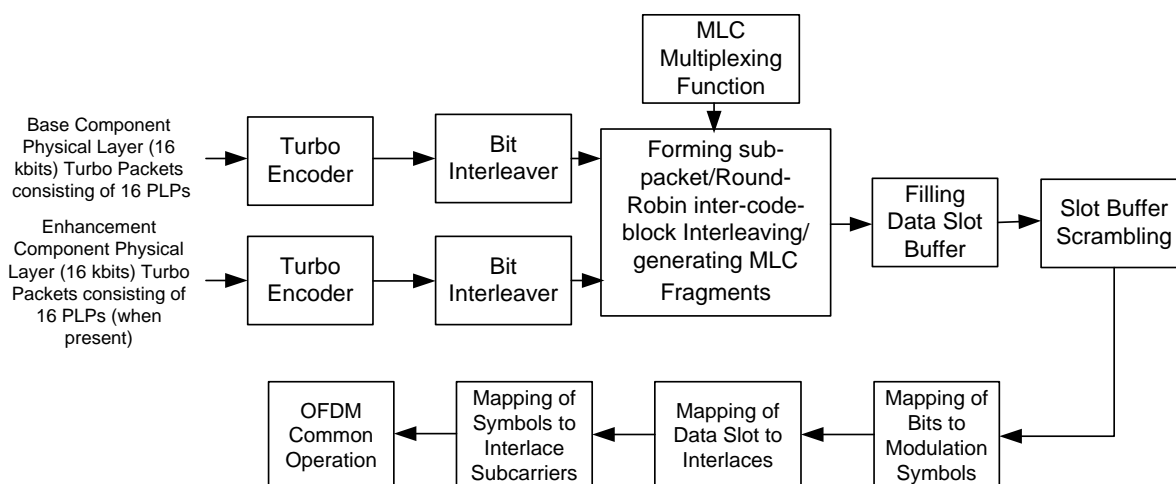 MLC
Multiplexing
Function
Base Component
Physical Layer (16
kbits) Turbo Packets
consisting of 16 PLPs
Turbo
Encoder
Bit
Interleaver
Forming sub-
packet/Round-
Robin inter-code-
block Interleaving/
generating MLC
Fragments
Filling
Data Slot
Buffer
Slot Buffer
Scrambling
Enhancement
Component Physical
Layer (16 kbits) Turbo
Packets consisting of
16 PLPs (when
present)
Turbo
Encoder
Bit
Interleaver
OFDM
Common
Operation
Mapping of
Symbols to
Interlace
Subcarriers
Mapping of
Data Slot to
Interlaces
Mapping of
Bits to
Modulation
Symbols